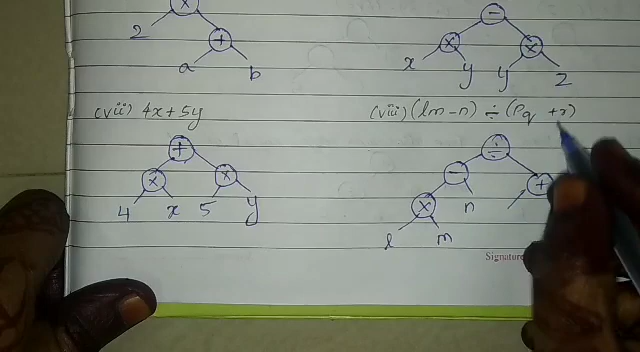 ×
−
2
+
×
×
a
b
x
y
y
z
(vii) 4x+5y
(viii) (lm−n) ÷ (pq +r)
+
÷
×
×
−
+
4
x
5
y
×
n
l
m
Signature